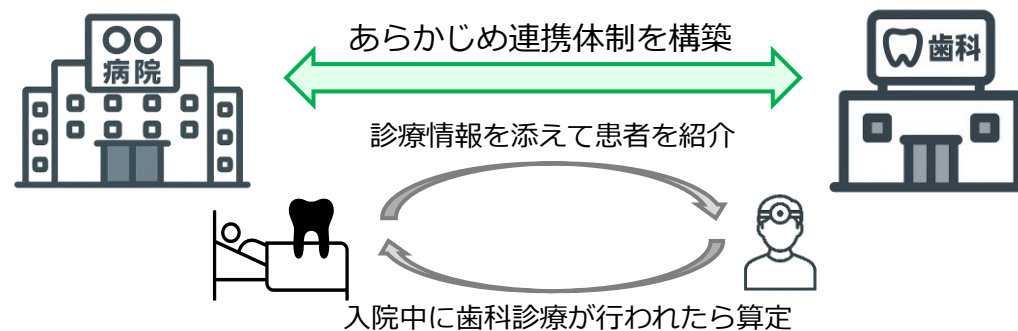 ○○
病院
あらかじめ連携体制を構築
歯科
診療情報を添えて患者を紹介
入院中に歯科診療が行われたら算定